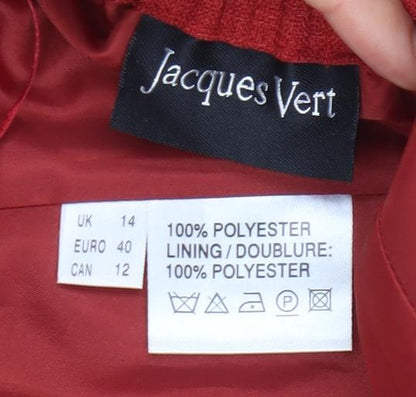 Jacques Vert
UK 14
EURO 40
CAN 12
100% POLYESTER
LINING / DOUBLURE:
100% POLYESTER
P